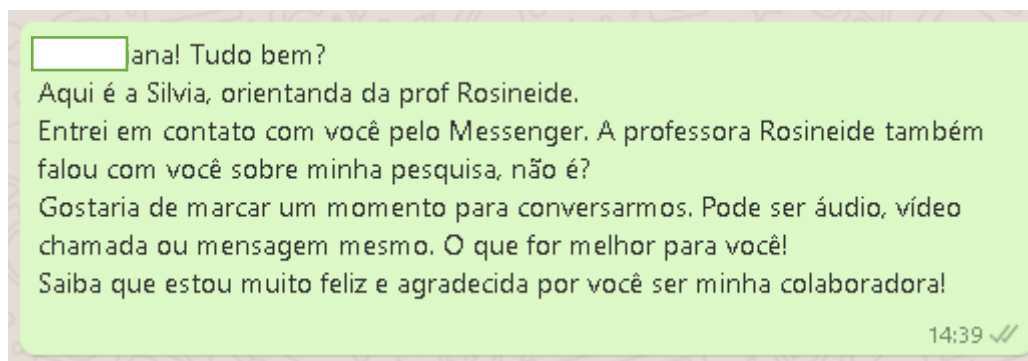 ana! Tudo bem?
Aqui é a Silvia, orientanda da prof Rosineide.
Entrei em contato com você pelo Messenger. A professora Rosineide também
falou com você sobre minha pesquisa, não é?
Gostaria de marcar um momento para conversarmos. Pode ser áudio, vídeo
chamada ou mensagem mesmo. O que for melhor para você!
Saiba que estou muito feliz e agradecida por você ser minha colaboradora!
14:39